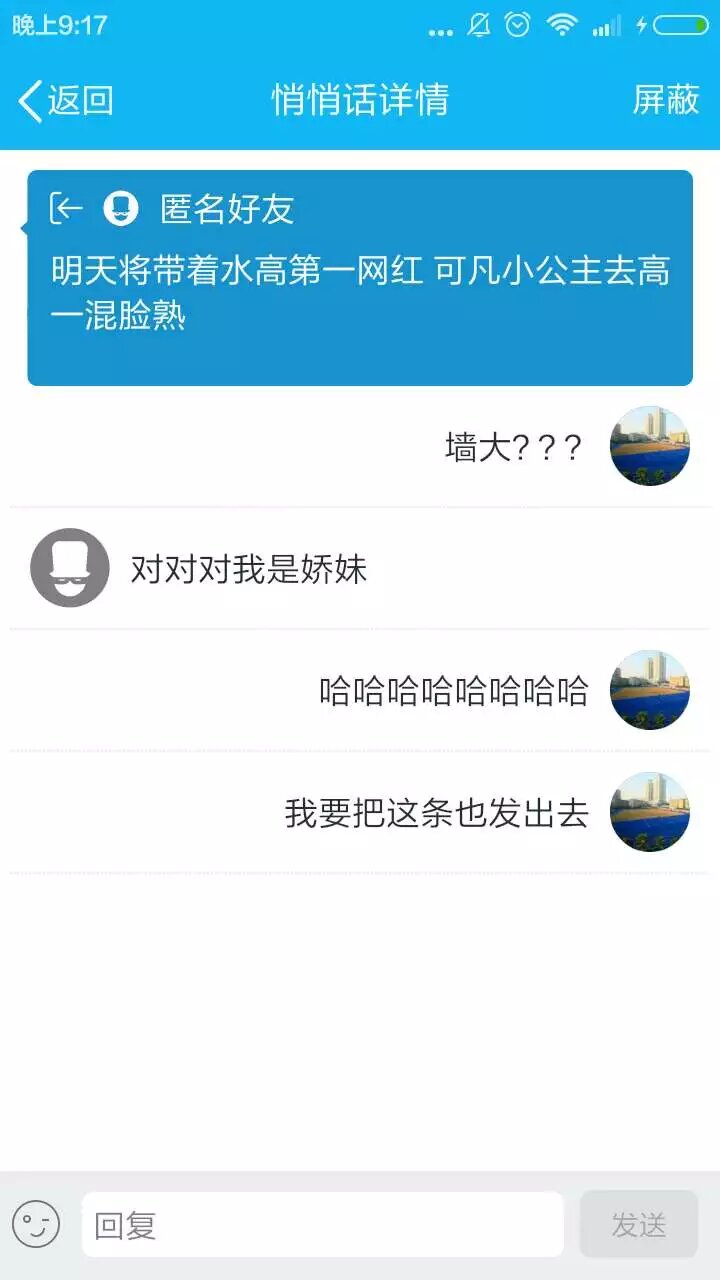 晚上9:17
返回
悄悄话详情
屏蔽
匿名好友
明天将带着水高第一网红 可凡小公主去高
一混脸熟
墙大？？？
对对对我是娇妹
哈哈哈哈哈哈哈哈
我要把这条也发出去
回复
发送